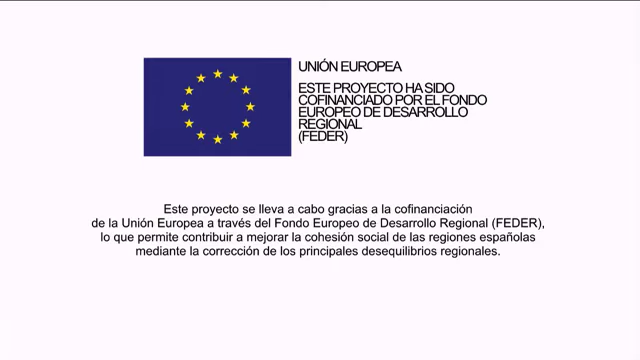 UNIÓN EUROPEA
ESTE PROYECTO HA SIDO
COFINANCIADO POR EL FONDO
EUROPEO DE DESARROLLO
REGIONAL
(FEDER)
Este proyecto se lleva a cabo gracias a la cofinanciación
de la Unión Europea a través del Fondo Europeo de Desarrollo Regional (FEDER),
lo que permite contribuir a mejorar la cohesión social de las regiones españolas
mediante la corrección de los principales desequilibrios regionales.